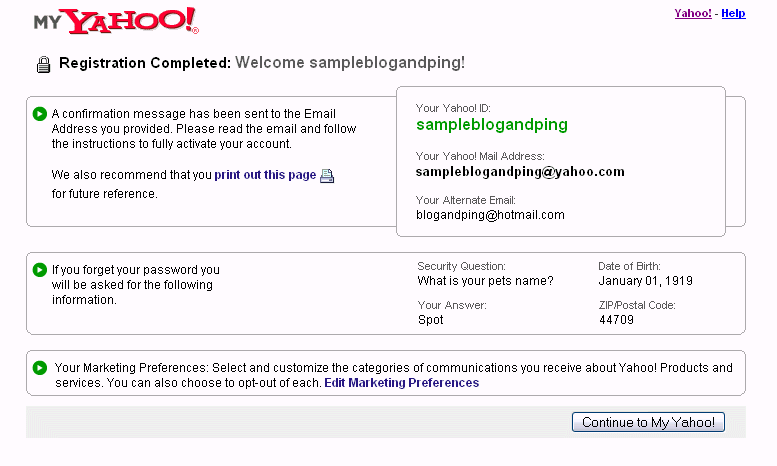 MY YAHOO!®
Yahoo! - Help
Registration Completed: Welcome sampleblogandping!
A confirmation message has been sent to the Email
Address you provided. Please read the email and follow
the instructions to fully activate your account.
We also recommend that you print out this page
for future reference.
Your Yahoo! ID:
sampleblogandping
Your Yahoo! Mail Address:
sampleblogandping@yahoo.com
Your Alternate Email:
blogandping@hotmail.com
If you forget your password you
will be asked for the following
information.
Security Question:
What is your pets name?
Your Answer:
Spot
Date of Birth:
January 01, 1919
ZIP/Postal Code:
44709
Your Marketing Preferences: Select and customize the categories of communications you receive about Yahoo! Products and
services. You can also choose to opt-out of each. Edit Marketing Preferences
Continue to My Yahoo!